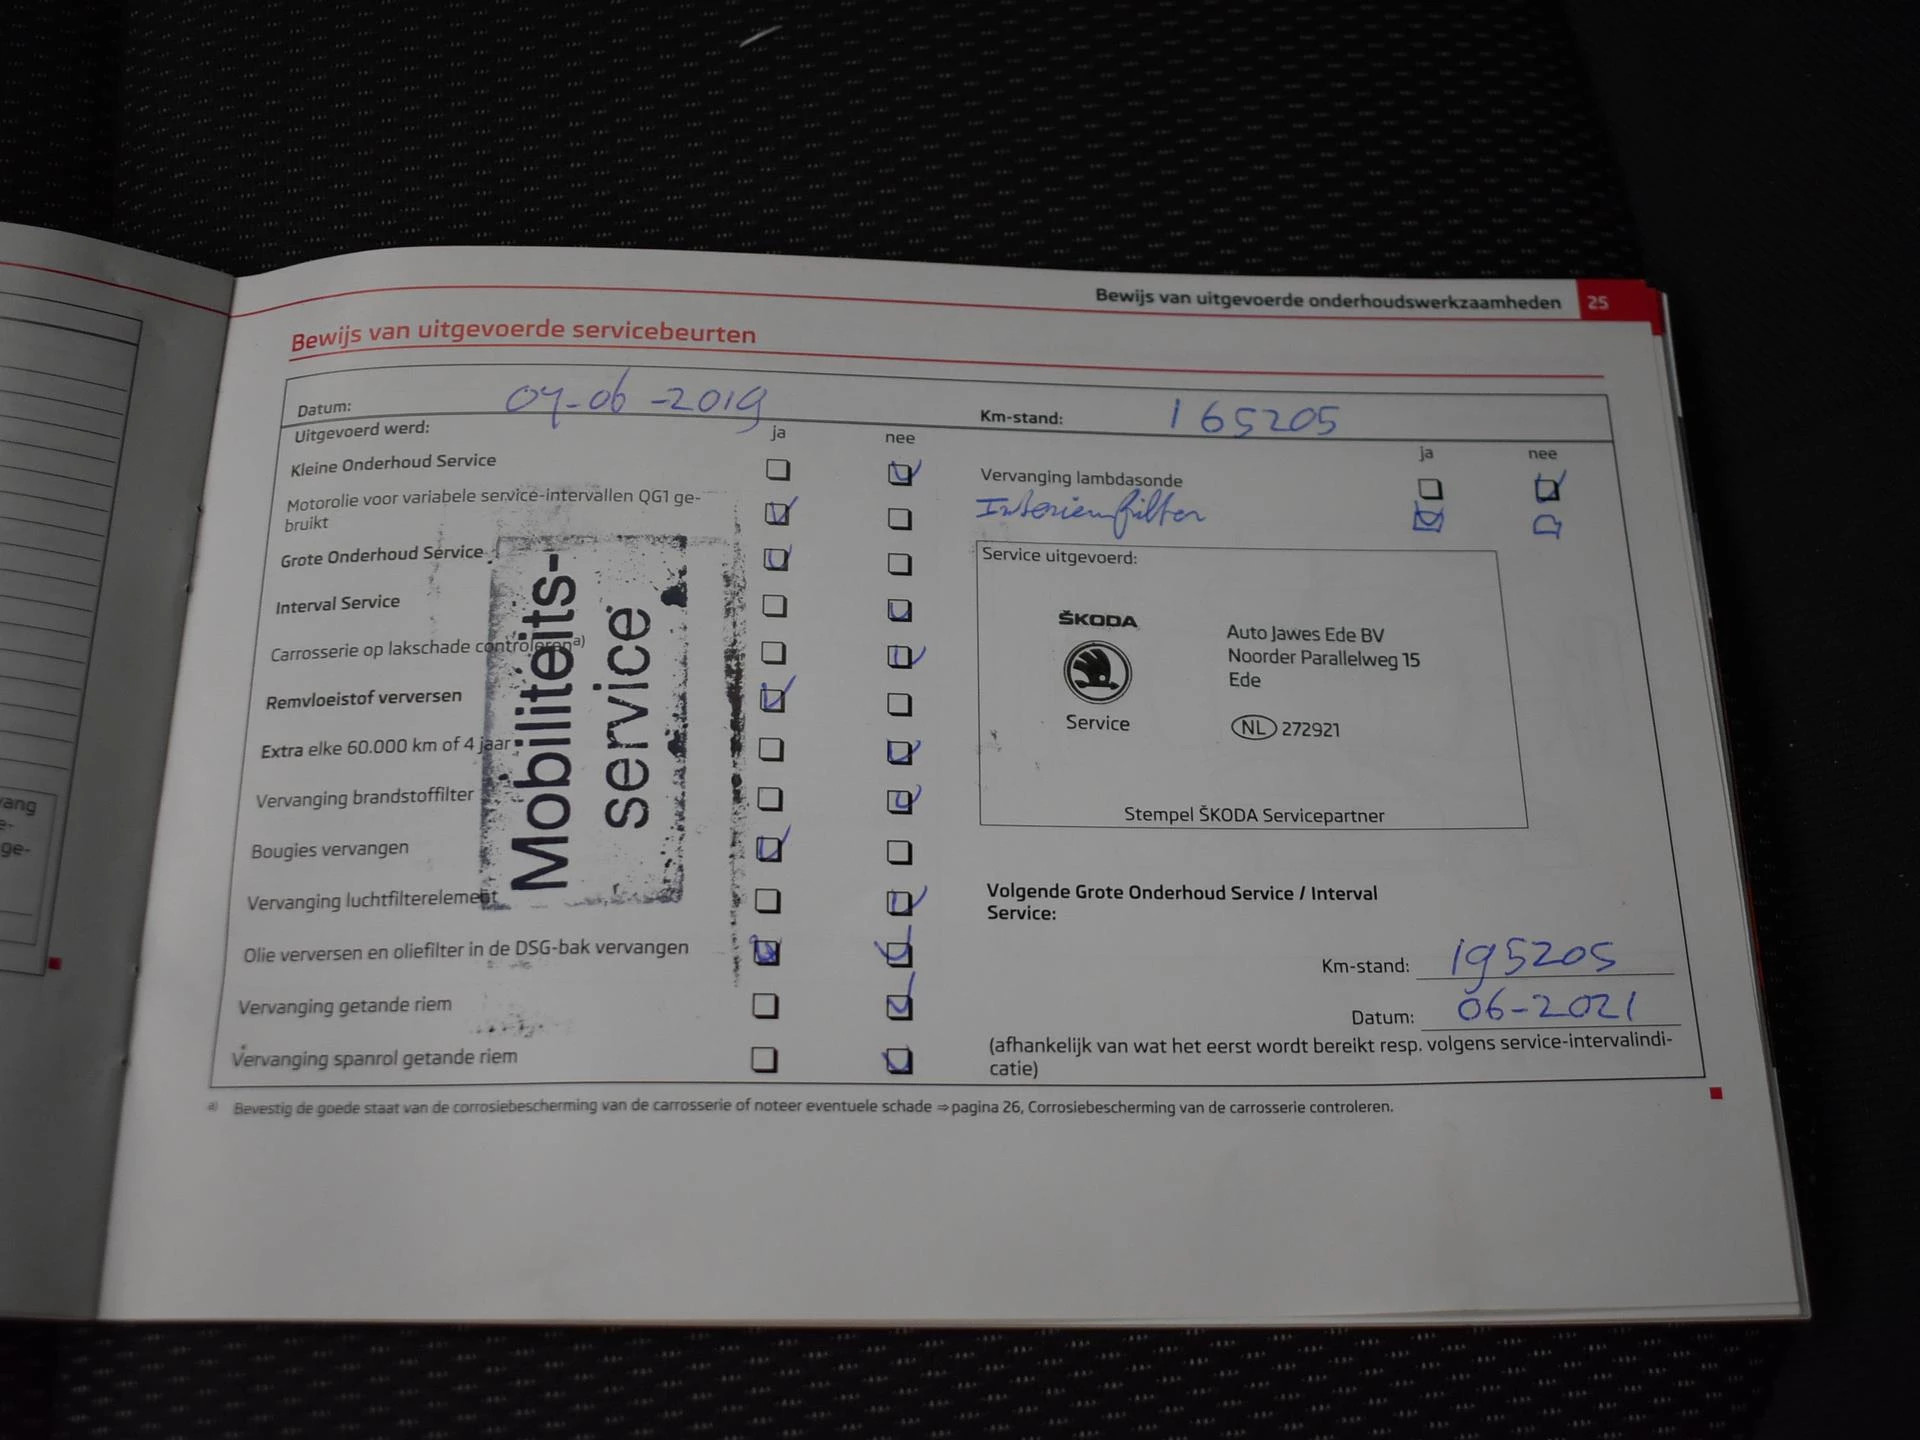 Bewijs van uitgevoerde onderhoudswerkzaamheden 25
Bewijs van uitgevoerde servicebeurten
Datum: 04-06-2019
Km-stand: 165205
Uitgevoerd werd:
ja nee
Kleine Onderhoud Service
Motorolie voor variabele service-intervallen QG1 ge-
bruikt
Grote Onderhoud Service
Interval Service
Carrosserie op lakschade controleren a)
Remvloeistof verversen
Extra elke 60.000 km of 4 jaar
Vervanging brandstoffilter
Bougies vervangen
Vervanging luchtfilterelement
Olie verversen en oliefilter in de DSG-bak vervangen
Vervanging getande riem
Vervanging spanrol getande riem
Mobiliteits-
service
ja nee
Vervanging lambdasonde
Interieurfilter
Service uitgevoerd:
ŠKODA
Service
Auto Jawes Ede BV
Noorder Parallelweg 15
Ede
NL 272921
Stempel ŠKODA Servicepartner
Volgende Grote Onderhoud Service / Interval
Service:
Km-stand: 195205
Datum: 06-2021
(afhankelijk van wat het eerst wordt bereikt resp. volgens service-intervalindi-
catie)
a) Bevestig de goede staat van de corrosiebescherming van de carrosserie of noteer eventuele schade ⇒ pagina 26, Corrosiebescherming van de carrosserie controleren.